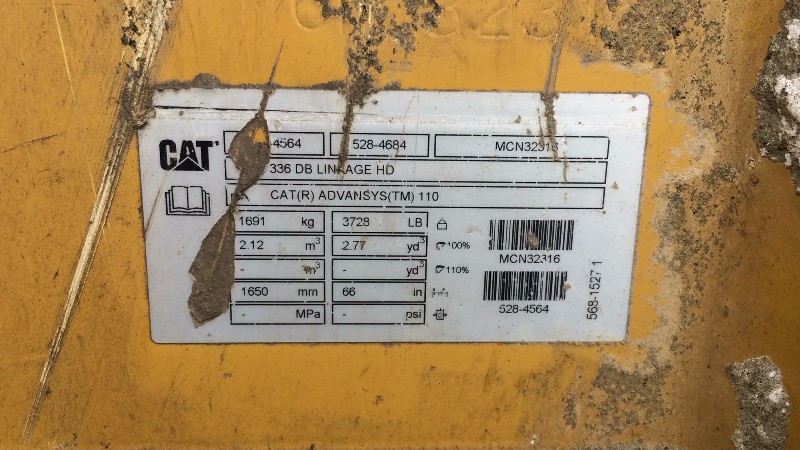 CAT
-4564 528-4684 MCN32316
336 DB LINKAGE HD
CAT(R) ADVANSYS(TM) 110
1691 kg 3728 LB
2.12 m³ 2.77 yd³ 100%
- m³ - yd³ 110%
1650 mm 66 in
- MPa - psi
MCN32316
528-4564
568-1527 1